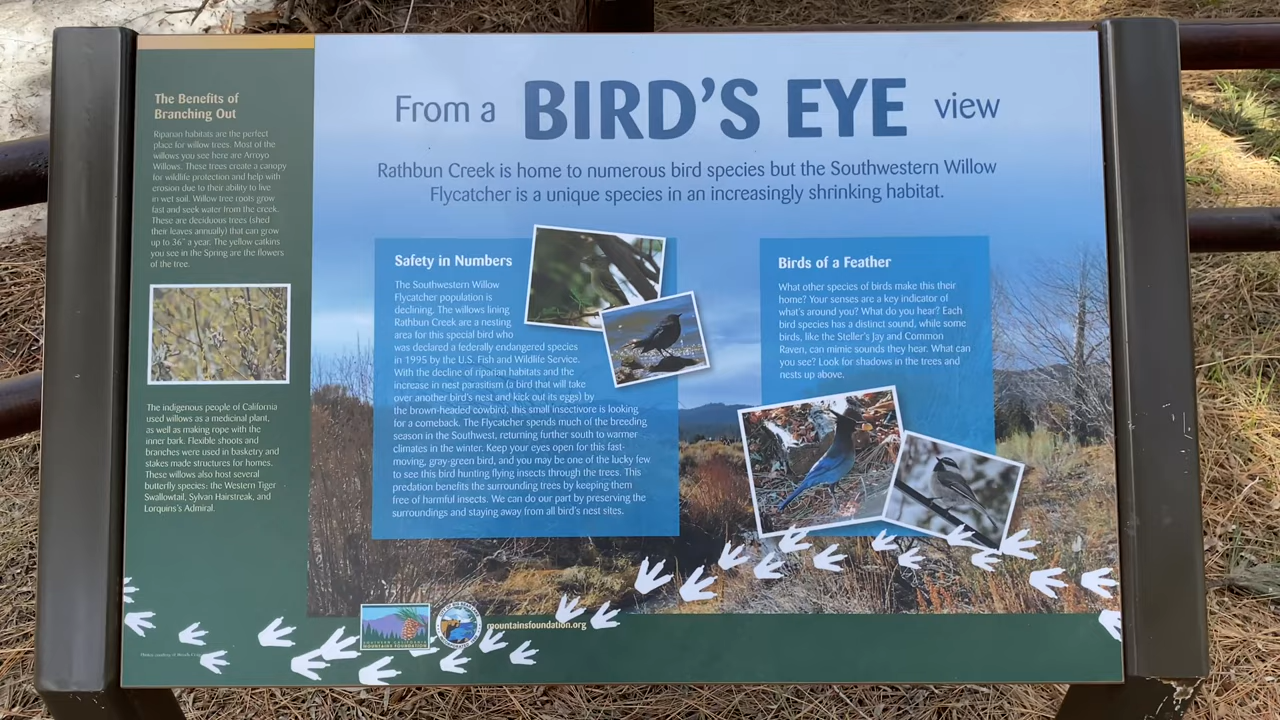 The Benefits of
Branching Out
Riparian habitats are the perfect
place for willow trees. Most of the
willows you see here are Arroyo
Willows. These trees create a canopy
for wildlife protection and help with
erosion due to their ability to live
in wet soil. Willow tree roots grow
fast and seek water from the creek.
These are deciduous trees (shed
their leaves annually) that can grow
up to 36" a year. The yellow catkins
you see in the Spring are the flowers
of the tree.
The indigenous people of California
used willows as a medicinal plant,
as well as making rope with the
inner bark. Flexible shoots and
branches were used in basketry and
stakes made structures for homes.
These willows also host several
butterfly species: the Western Tiger
Swallowtail, Sylvan Hairstreak, and
Lorquins's Admiral.
From a BIRD'S EYE view
Rathbun Creek is home to numerous bird species but the Southwestern Willow
Flycatcher is a unique species in an increasingly shrinking habitat.
Safety in Numbers
The Southwestern Willow
Flycatcher population is
declining. The willows lining
Rathbun Creek are a nesting
area for this special bird who
was declared a federally endangered species
in 1995 by the U.S. Fish and Wildlife Service.
With the decline of riparian habitats and the
increase in nest parasitism (a bird that will take
over another bird's nest and kick out its eggs) by
the brown-headed cowbird, this small insectivore is looking
for a comeback. The Flycatcher spends much of the breeding
season in the Southwest, returning further south to warmer
climates in the winter. Keep your eyes open for this fast-
moving, gray-green bird, and you may be one of the lucky few
to see this bird hunting flying insects through the trees. This
predation benefits the surrounding trees by keeping them
free of harmful insects. We can do our part by preserving the
surroundings and staying away from all bird's nest sites.
Birds of a Feather
What other species of birds make this their
home? Your senses are a key indicator of
what's around you? What do you hear? Each
bird species has a distinct sound, while some
birds, like the Steller's Jay and Common
Raven, can mimic sounds they hear. What can
you see? Look for shadows in the trees and
nests up above.
SOUTHERN CALIFORNIA
MOUNTAINS FOUNDATION
mountainsfoundation.org